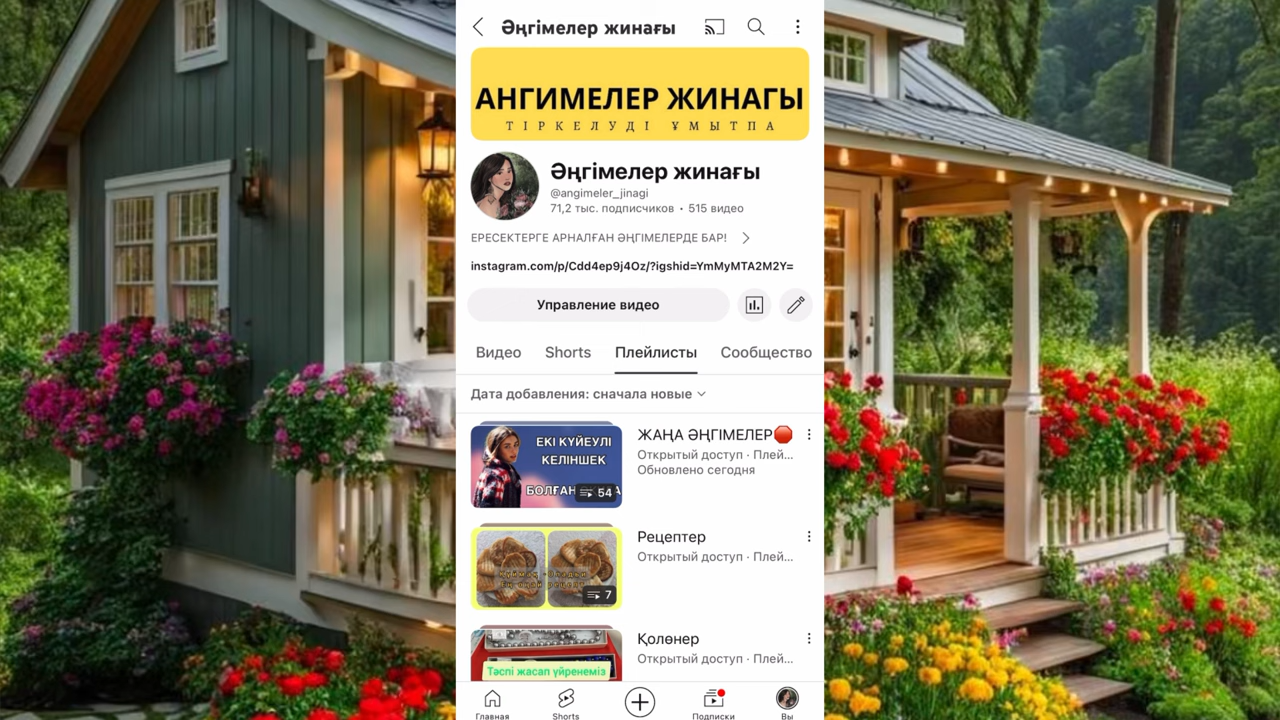 Әңгімелер жинағы
АНГИМЕЛЕР ЖИНАГЫ
ТІРКЕЛУДІ ҰМЫТПА
Әңгімелер жинағы
@angimeler_jinagi
71,2 тыс. подписчиков • 515 видео
ЕРЕСЕКТЕРГЕ АРНАЛҒАН ӘҢГІМЕЛЕРДЕ БАР!
instagram.com/p/Cdd4ep9j4Oz/?igshid=YmMyMTA2M2Y=
Управление видео
Видео Shorts Плейлисты Сообщество
Дата добавления: сначала новые
ЕКІ КҮЙЕУЛІ
КЕЛІНШЕК
54
ЖАҢА ӘҢГІМЕЛЕР
Открытый доступ · Плей...
Обновлено сегодня
7
Рецептер
Открытый доступ · Плей...
Тәспі жасап үйренеміз
Қолөнер
Открытый доступ · Плей...
Главная Shorts Подписки Вы